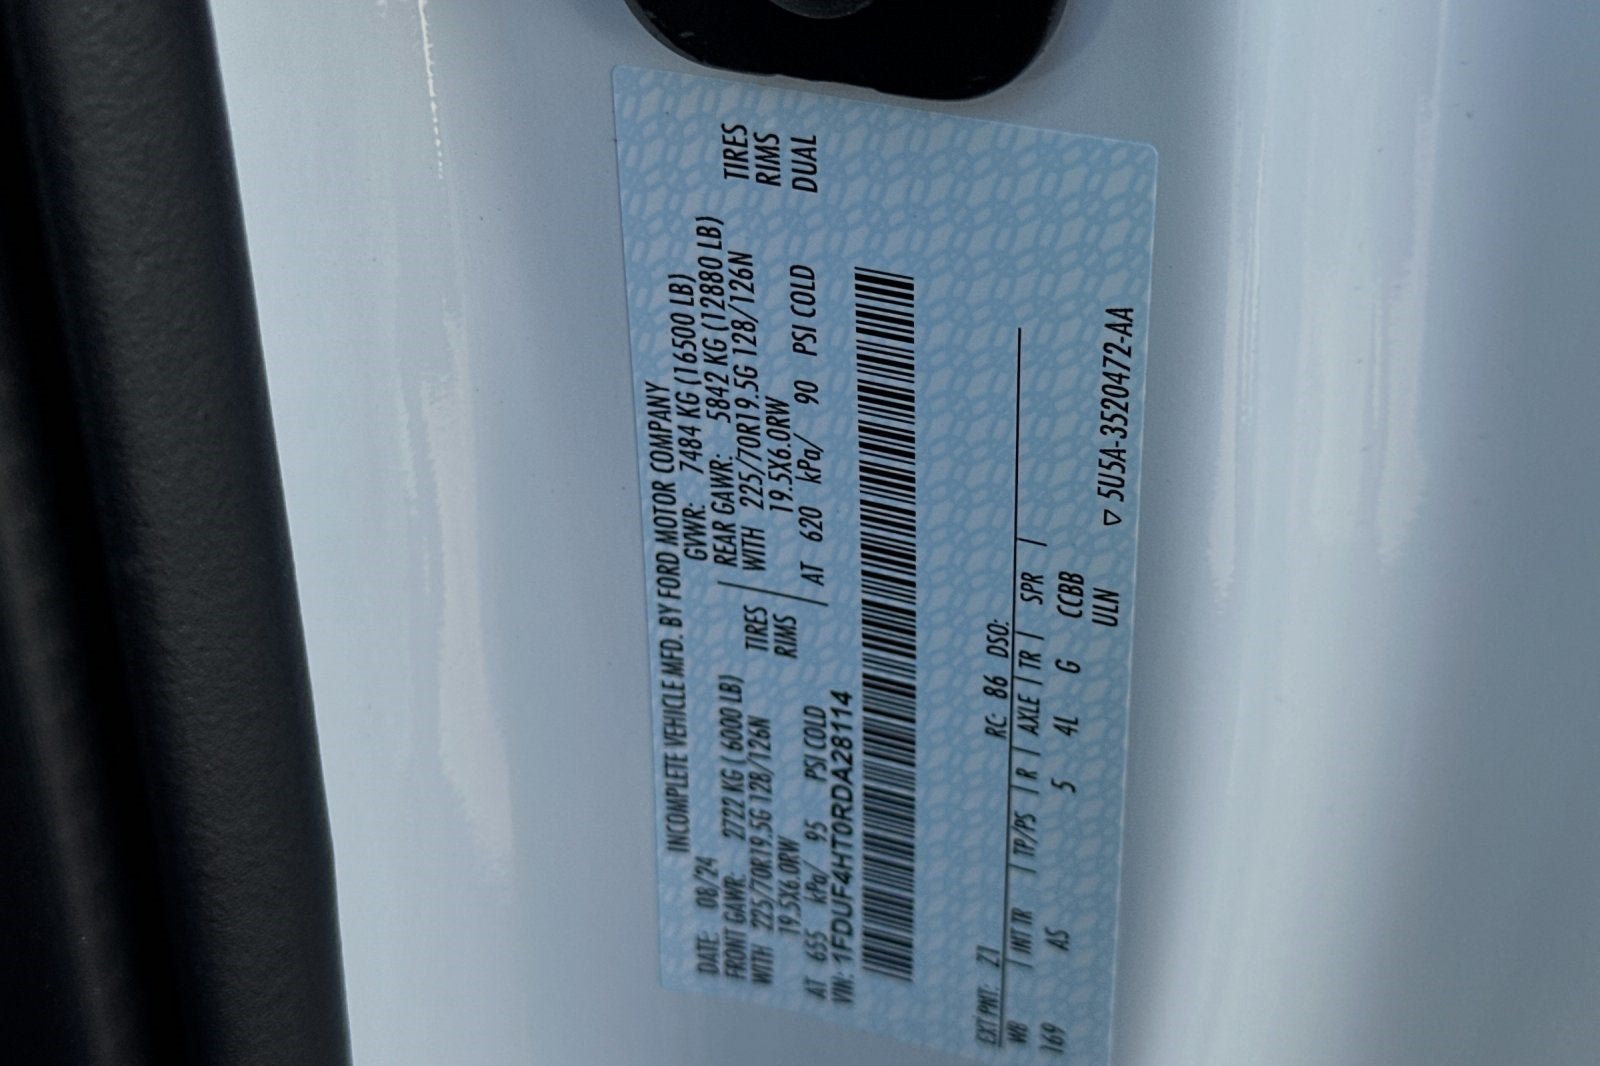 INCOMPLETE VEHICLE MFD. BY FORD MOTOR COMPANY
DATE: 08/24 GVWR: 7484 KG (16500 LB)
FRONT GAWR: 2722 KG (6000 LB) REAR GAWR: 5842 KG (12880 LB)
WITH 225/70R19.5G 128/126N TIRES WITH 225/70R19.5G 128/126N TIRES
19.5X6.0RW RIMS 19.5X6.0RW RIMS
AT 655 kPa/ 95 PSI COLD AT 620 kPa/ 90 PSI COLD DUAL
VIN: 1FDUF4HT0RDA28114
EXT PNT: Z1 RC: 86 DSO:
WB | INT TR | TP/PS | R | AXLE | TR | SPR |
169 AS 5 4L G CCBB
ULN
▽ 5U5A-3520472-AA